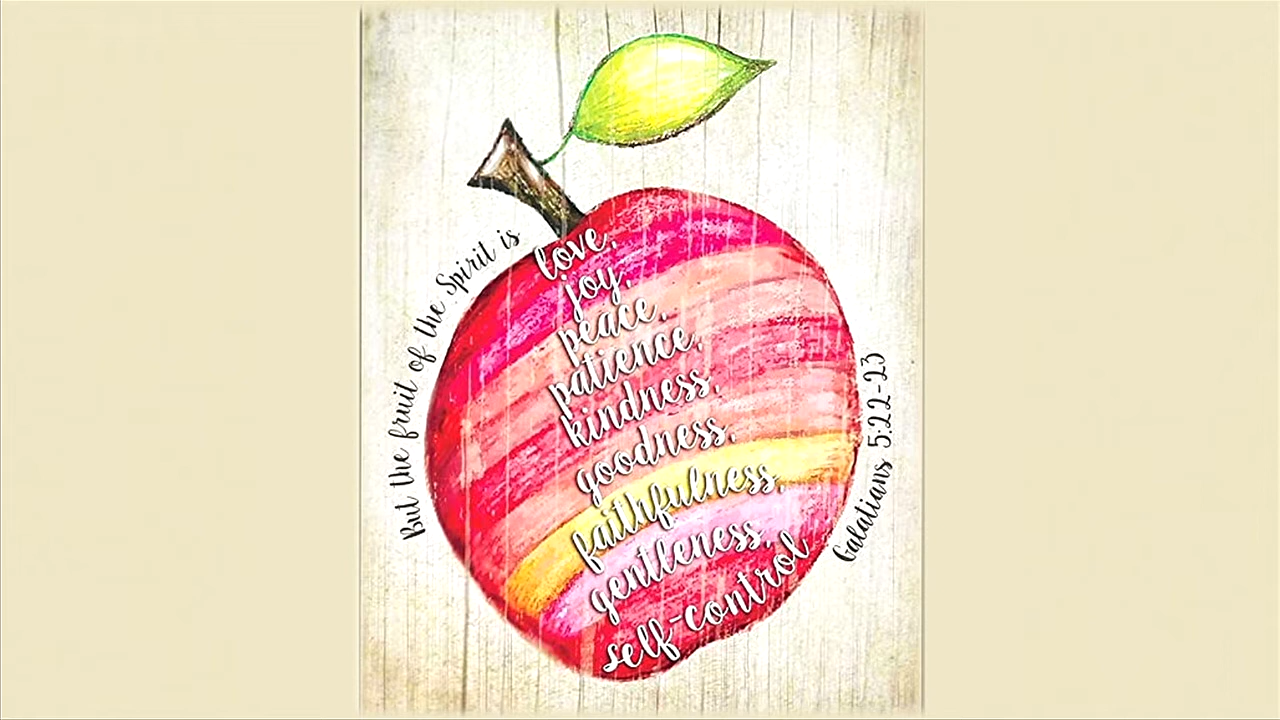 But the fruit of the Spirit is
love,
joy,
peace,
patience,
kindness,
goodness,
faithfulness,
gentleness,
self-control
Galatians 5:22-23